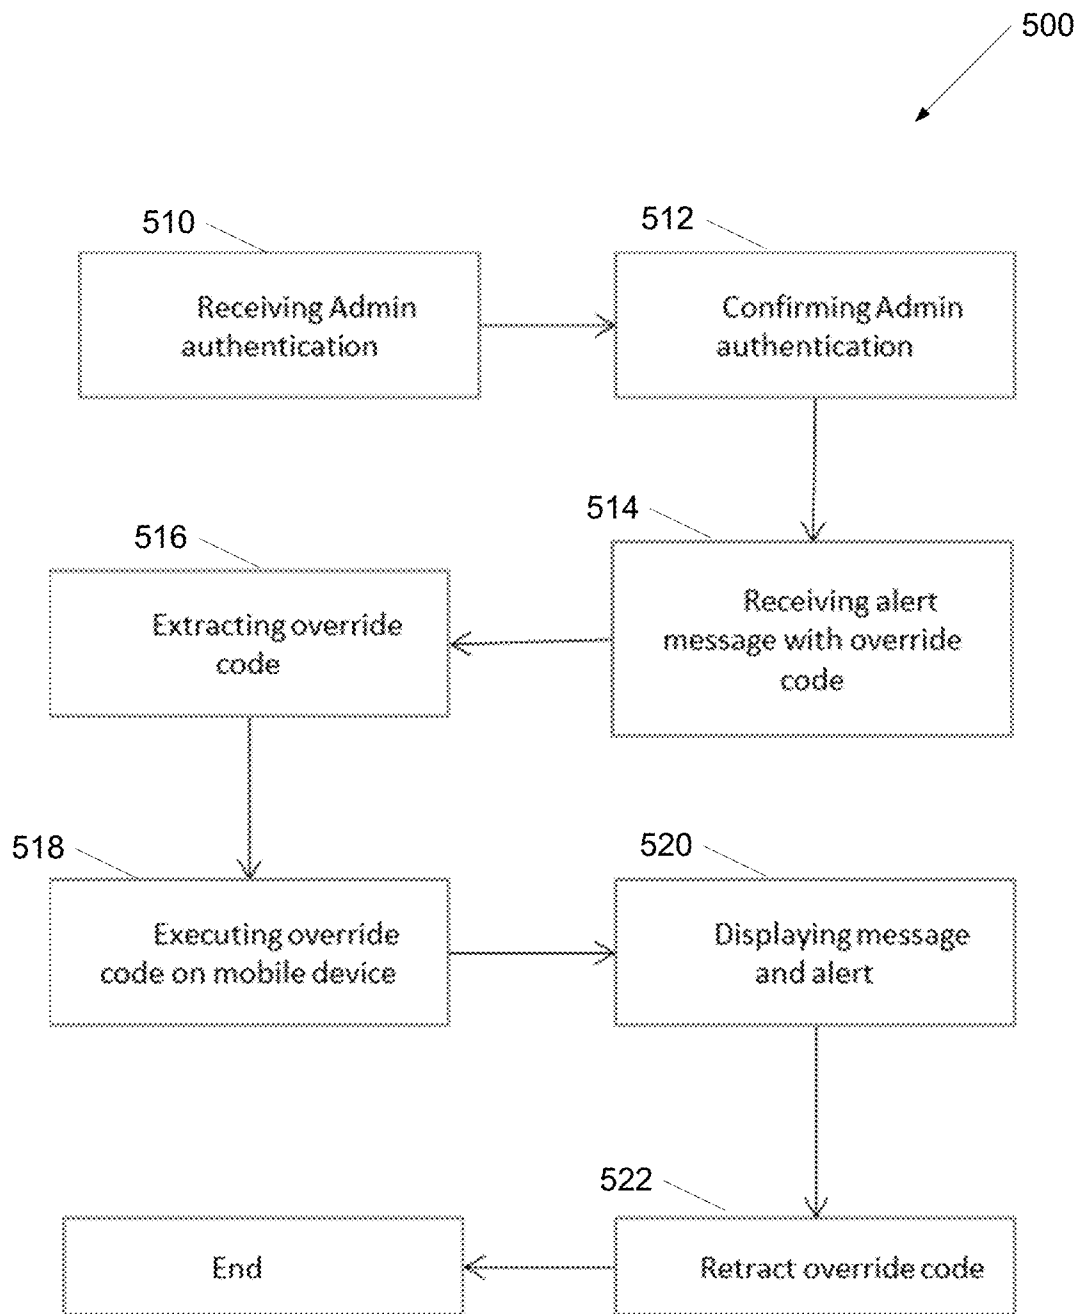 500
510
Receiving Admin
authentication
512
Confirming Admin
authentication
514
Receiving alert
message with override
code
516
Extracting override
code
518
Executing override
code on mobile device
520
Displaying message
and alert
522
Retract override code
End